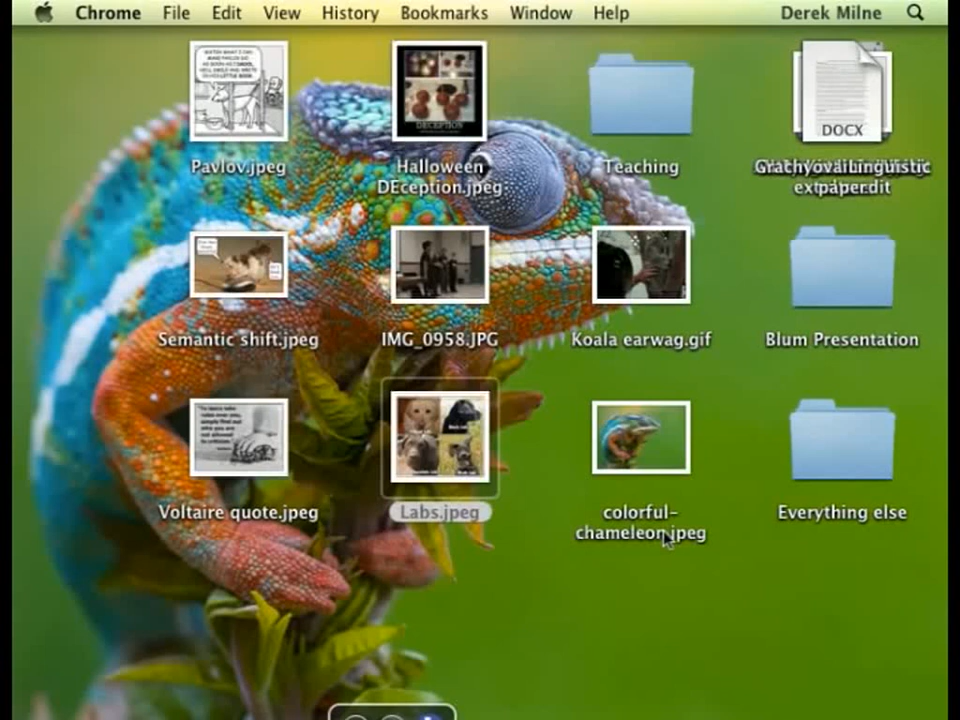 Chrome File Edit View History Bookmarks Window Help Derek Milne
DOCX
DECEPTION
Pavlov.jpeg
Halloween
DEception.jpeg
Teaching
Semantic shift.jpeg
IMG_0958.JPG
Koala earwag.gif
Blum Presentation
Voltaire quote.jpeg
Labs.jpeg
colorful-
chameleon.jpeg
Everything else